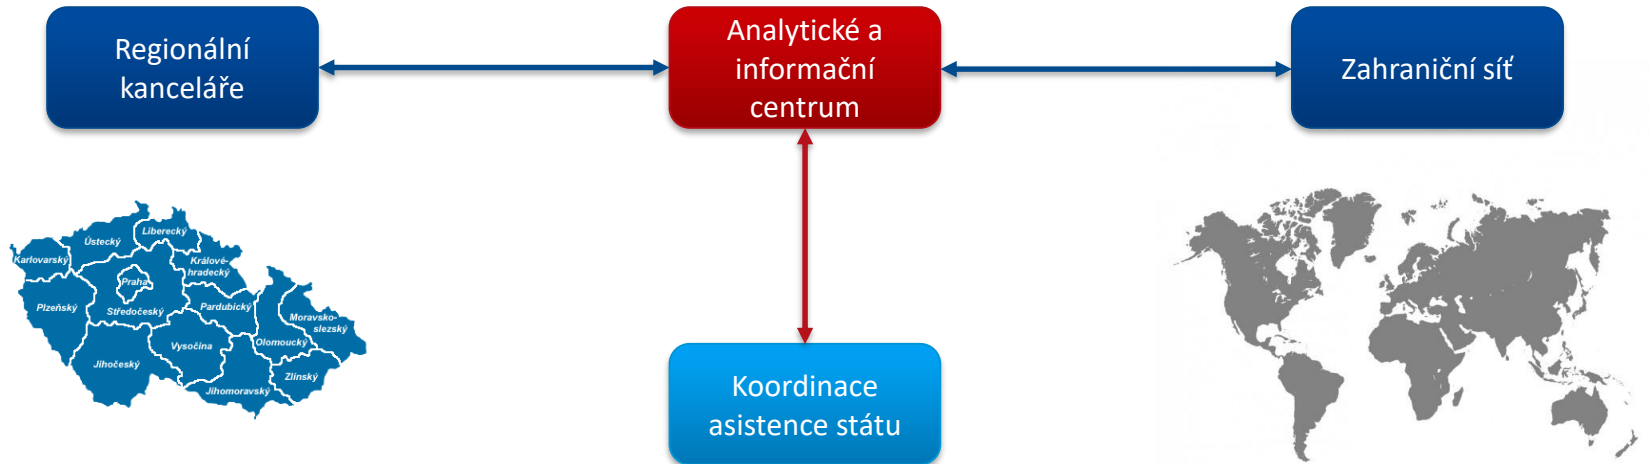 Regionální
kanceláře
Analytické a
informační
centrum
Zahraniční síť
Koordinace
asistence státu
Karlovarský
Ústecký
Liberecký
Králové-
hradecký
Praha
Plzeňský
Středočeský
Pardubický
Moravsko-
slezský
Olomoucký
Vysočina
Jihočeský
Zlínský
Jihomoravský